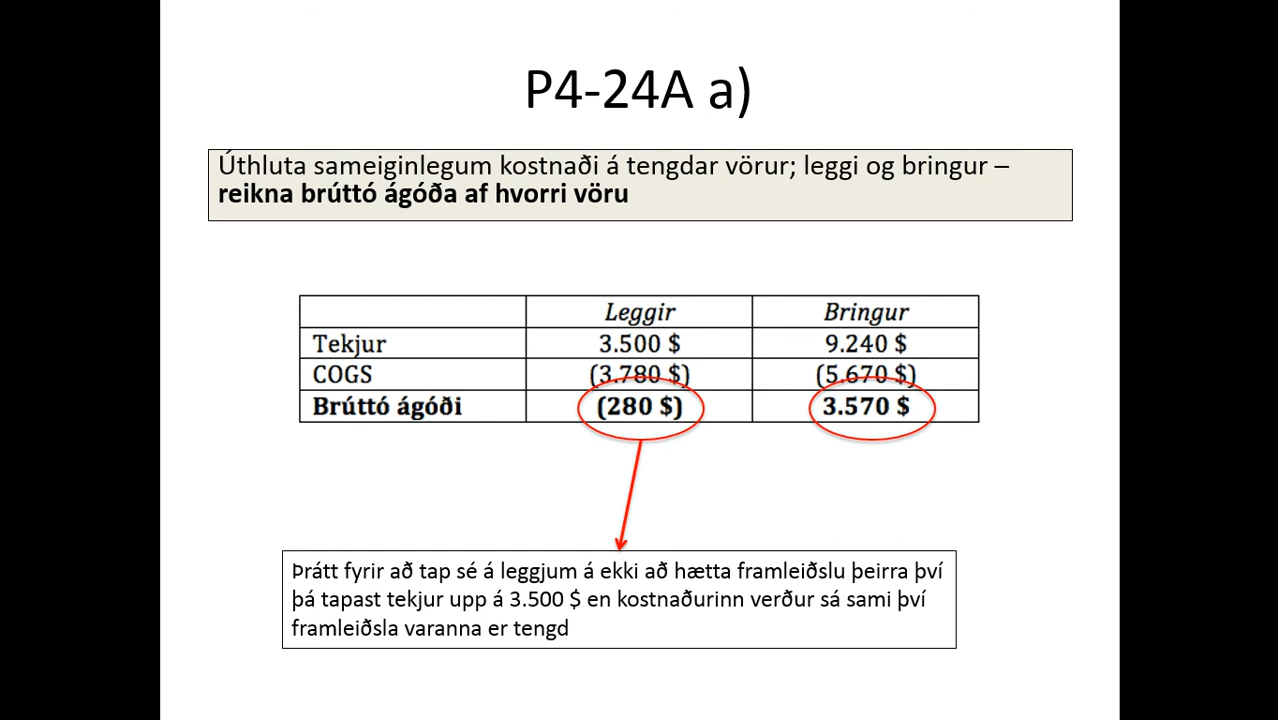 P4-24A a)
Úthluta sameiginlegum kostnaði á tengdar vörur; leggi og bringur –
reikna brúttó ágóða af hvorri vöru
Leggir Bringur
Tekjur 3.500 $ 9.240 $
COGS (3.780 $) (5.670 $)
Brúttó ágóði (280 $) 3.570 $
Þrátt fyrir að tap sé á leggjum á ekki að hætta framleiðslu þeirra því
þá tapast tekjur upp á 3.500 $ en kostnaðurinn verður sá sami því
framleiðsla varanna er tengd